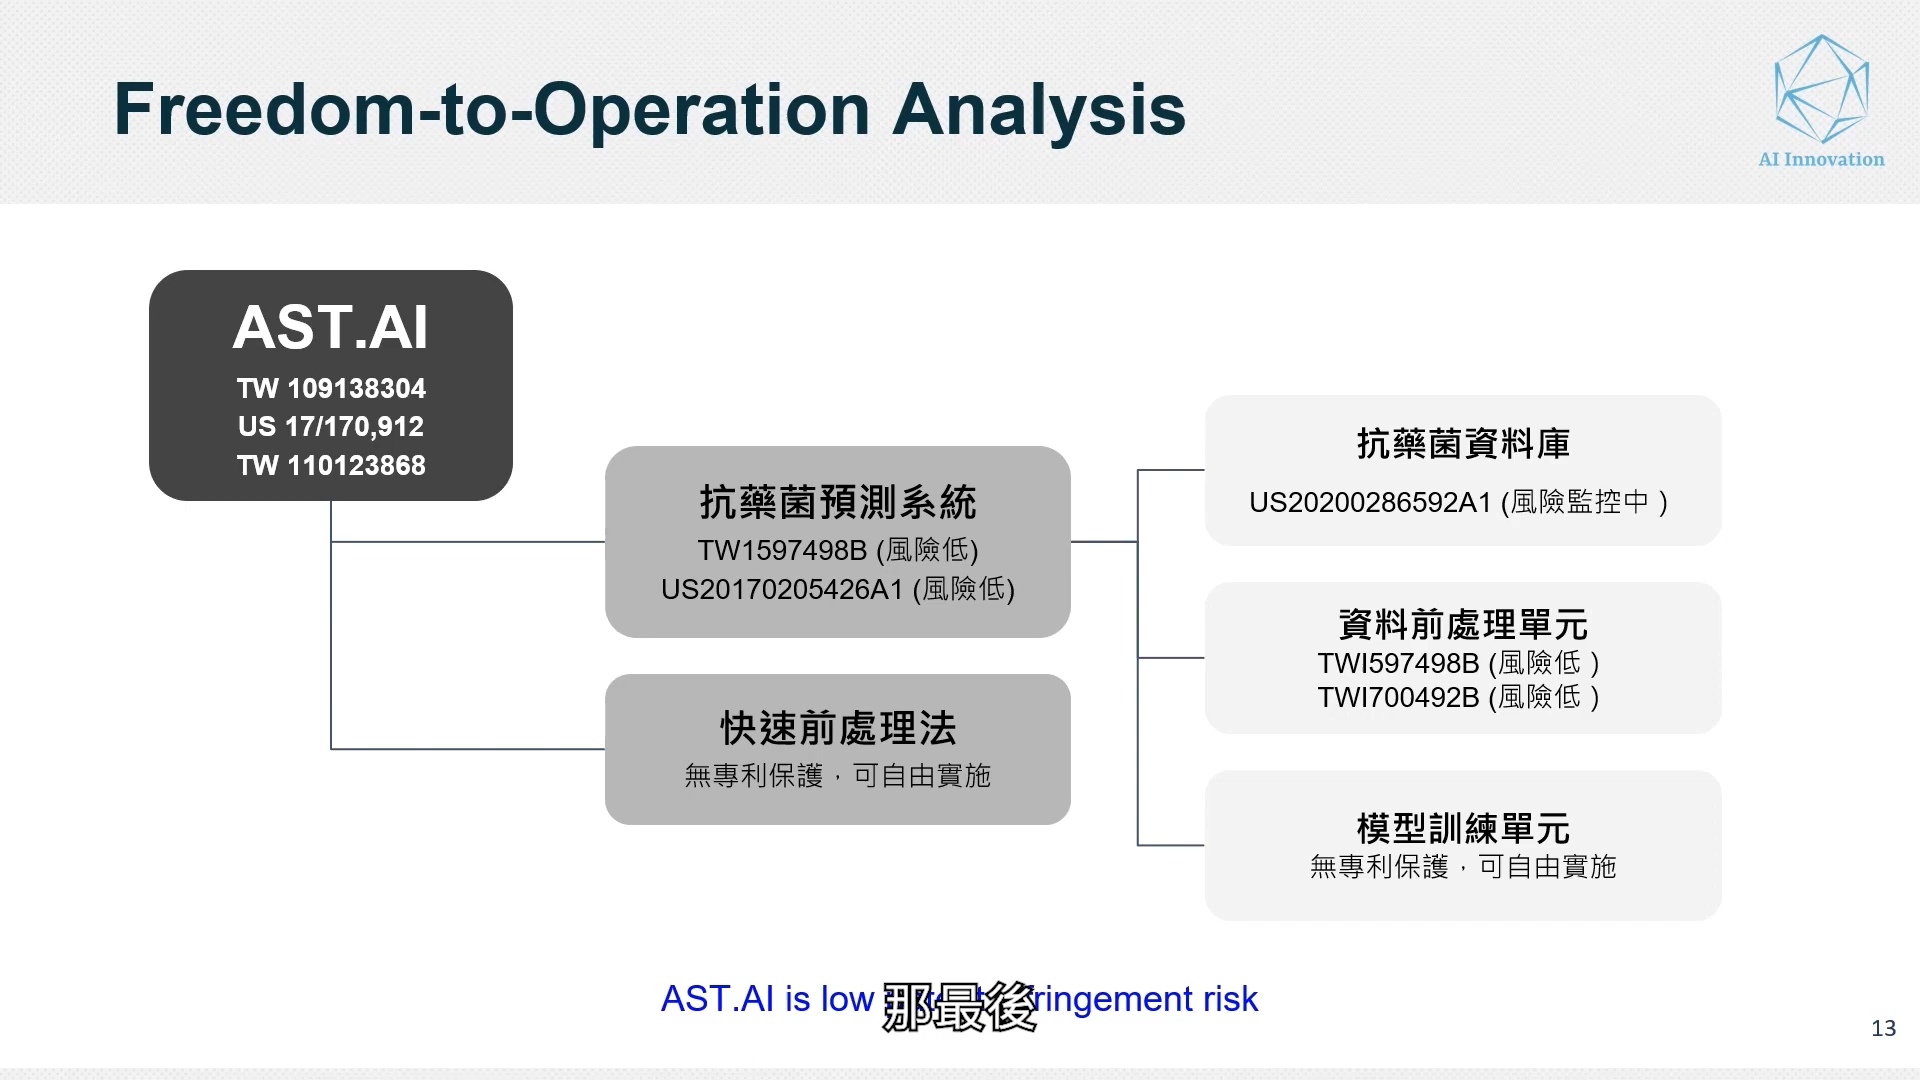 Freedom-to-Operation Analysis
AI Innovation
AST.AI
TW 109138304
US 17/170,912
TW 110123868
抗藥菌預測系統
TW1597498B (風險低)
US20170205426A1 (風險低)
快速前處理法
無專利保護，可自由實施
抗藥菌資料庫
US20200286592A1 (風險監控中 )
資料前處理單元
TWI597498B (風險低 )
TWI700492B (風險低 )
模型訓練單元
無專利保護，可自由實施
AST.AI is low fringement risk
那最後
13